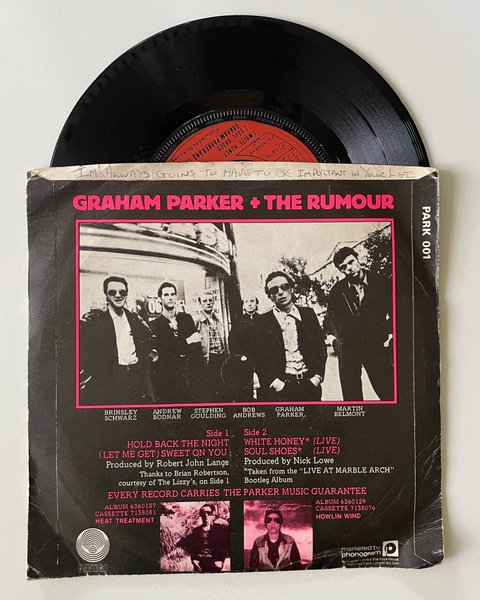 I'M ALWAYS GOING TO HAVE TO BE IMPORTANT IN YOUR LIFE
GRAHAM PARKER + THE RUMOUR
PARK 001
BRINSLEY SCHWARZ
ANDREW BODNAR
STEPHEN GOULDING
BOB ANDREWS
GRAHAM PARKER
MARTIN BELMONT
Side 1
HOLD BACK THE NIGHT
(LET ME GET) SWEET ON YOU
Produced by Robert John Lange
Thanks to Brian Robertson,
courtesy of The Lizzy's, on Side 1
Side 2
WHITE HONEY* (LIVE)
SOUL SHOES* (LIVE)
Produced by Nick Lowe
*Taken from the "LIVE AT MARBLE ARCH"
Bootleg Album
EVERY RECORD CARRIES THE PARKER MUSIC GUARANTEE
ALBUM 6360137
CASSETTE 7138081
HEAT TREATMENT
ALBUM 6360129
CASSETTE 7138076
HOWLIN WIND
VERTIGO
marketed by
phonogram